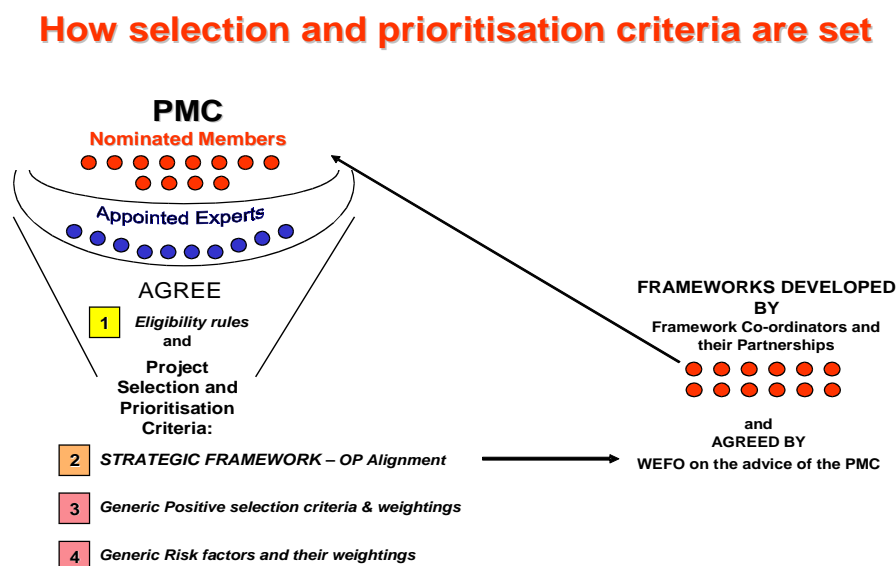 How selection and prioritisation criteria are set
PMC
Nominated Members
Appointed Experts
AGREE
1 Eligibility rules
and
Project
Selection and
Prioritisation
Criteria:
2 STRATEGIC FRAMEWORK – OP Alignment
3 Generic Positive selection criteria & weightings
4 Generic Risk factors and their weightings
FRAMEWORKS DEVELOPED
BY
Framework Co-ordinators and
their Partnerships
and
AGREED BY
WEFO on the advice of the PMC